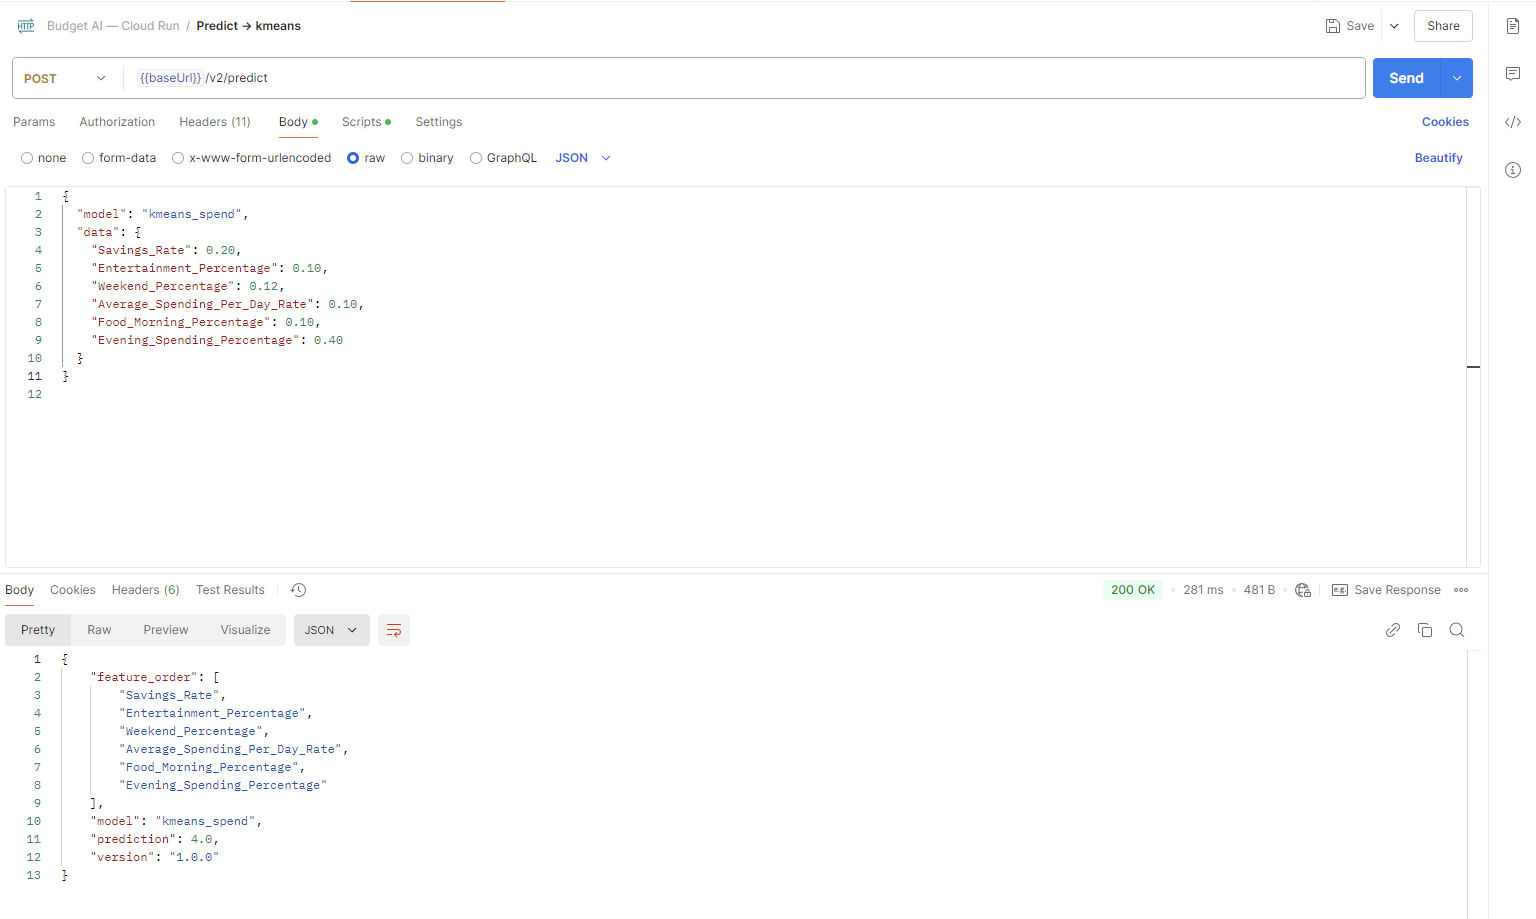 HTTP Budget AI — Cloud Run / Predict → kmeans
Save Share
POST {{baseUrl}} /v2/predict Send
Params Authorization Headers (11) Body Scripts Settings Cookies
none form-data x-www-form-urlencoded raw binary GraphQL JSON Beautify
1 {
2 "model": "kmeans_spend",
3 "data": {
4 "Savings_Rate": 0.20,
5 "Entertainment_Percentage": 0.10,
6 "Weekend_Percentage": 0.12,
7 "Average_Spending_Per_Day_Rate": 0.10,
8 "Food_Morning_Percentage": 0.10,
9 "Evening_Spending_Percentage": 0.40
10 }
11 }
12
Body Cookies Headers (6) Test Results 200 OK 281 ms 481 B e.g. Save Response
Pretty Raw Preview Visualize JSON
1 {
2 "feature_order": [
3 "Savings_Rate",
4 "Entertainment_Percentage",
5 "Weekend_Percentage",
6 "Average_Spending_Per_Day_Rate",
7 "Food_Morning_Percentage",
8 "Evening_Spending_Percentage"
9 ],
10 "model": "kmeans_spend",
11 "prediction": 4.0,
12 "version": "1.0.0"
13 }